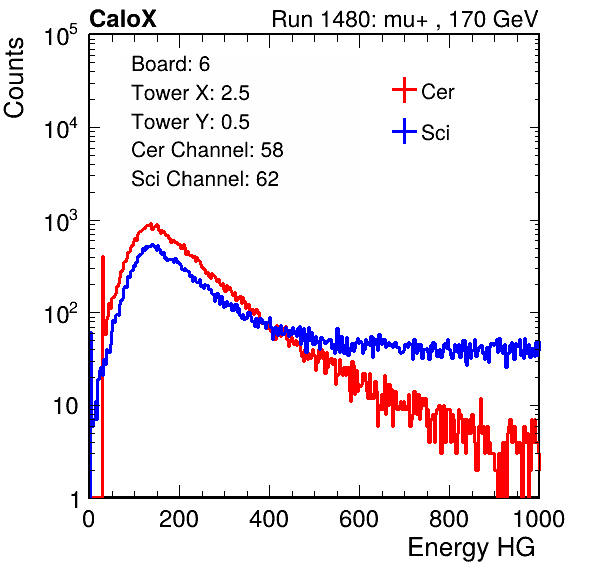 CaloX Run 1480: mu+ , 170 GeV
Counts
Board: 6
Tower X: 2.5
Tower Y: 0.5
Cer Channel: 58
Sci Channel: 62
Cer
Sci
10^5
10^4
10^3
10^2
10
1
0 200 400 600 800 1000
Energy HG